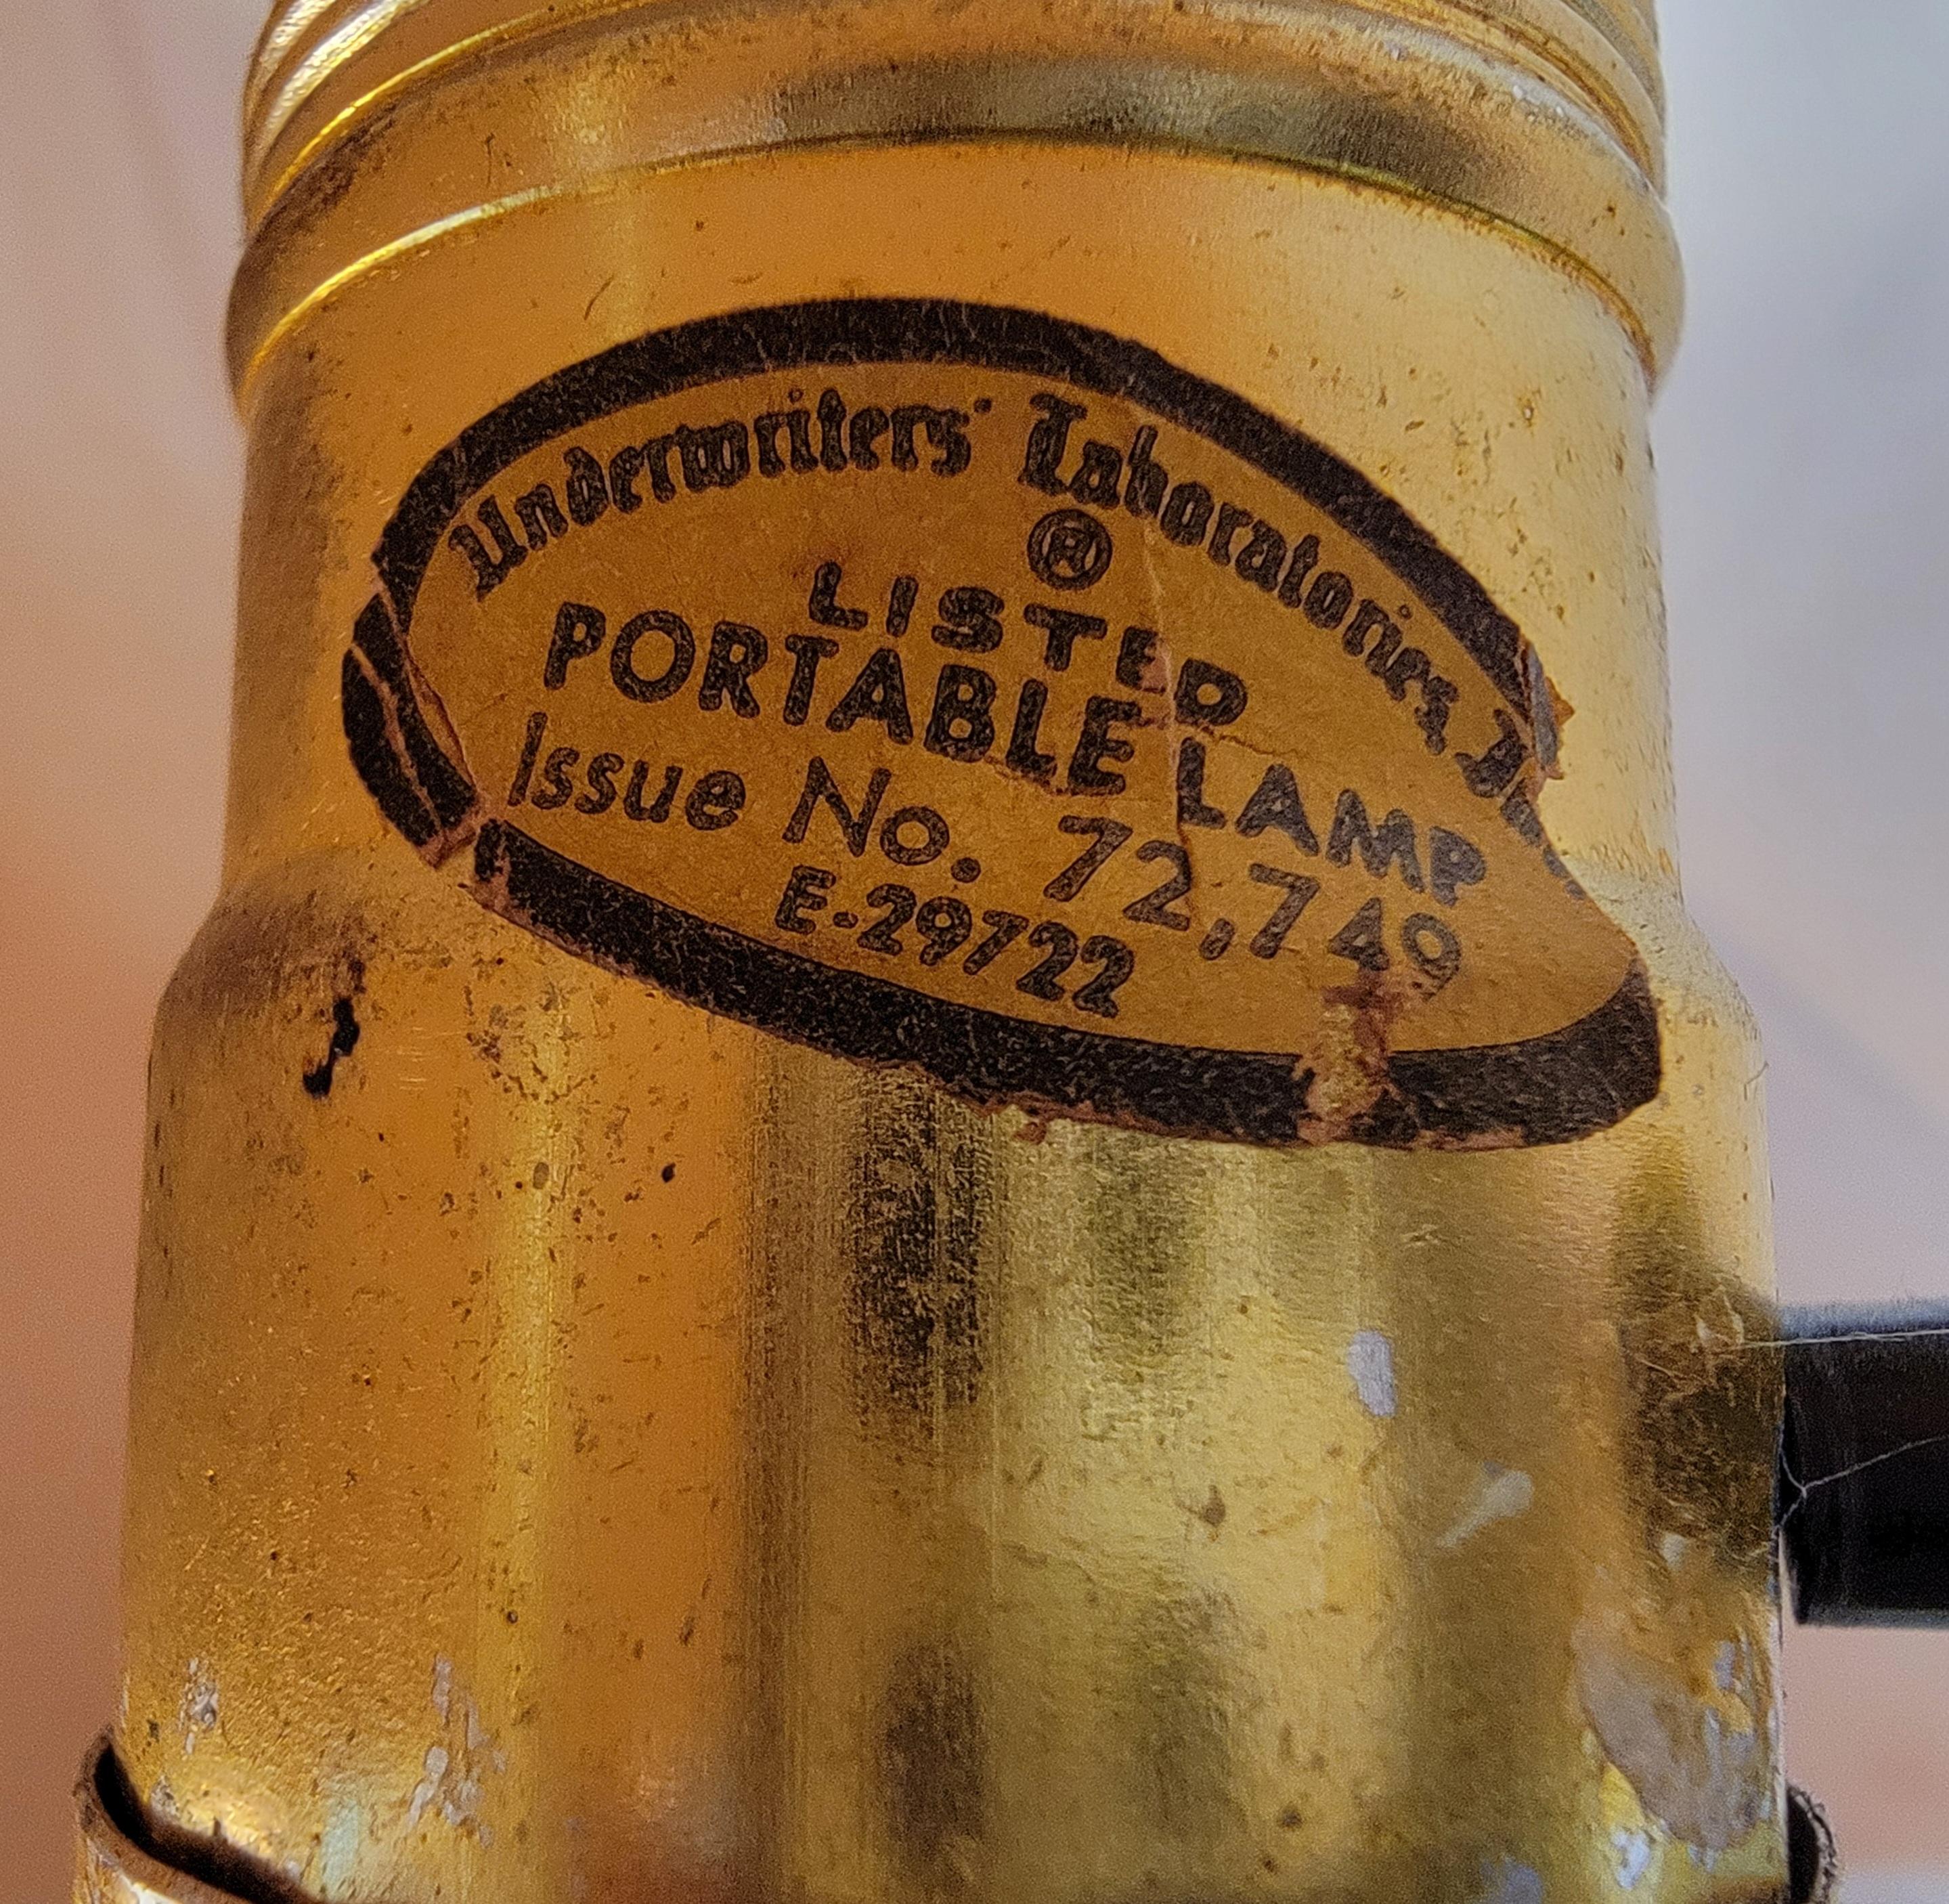 Underwriters' Laboratories, I
®
LISTED
PORTABLE LAMP
Issue No. 72,749
E-29722